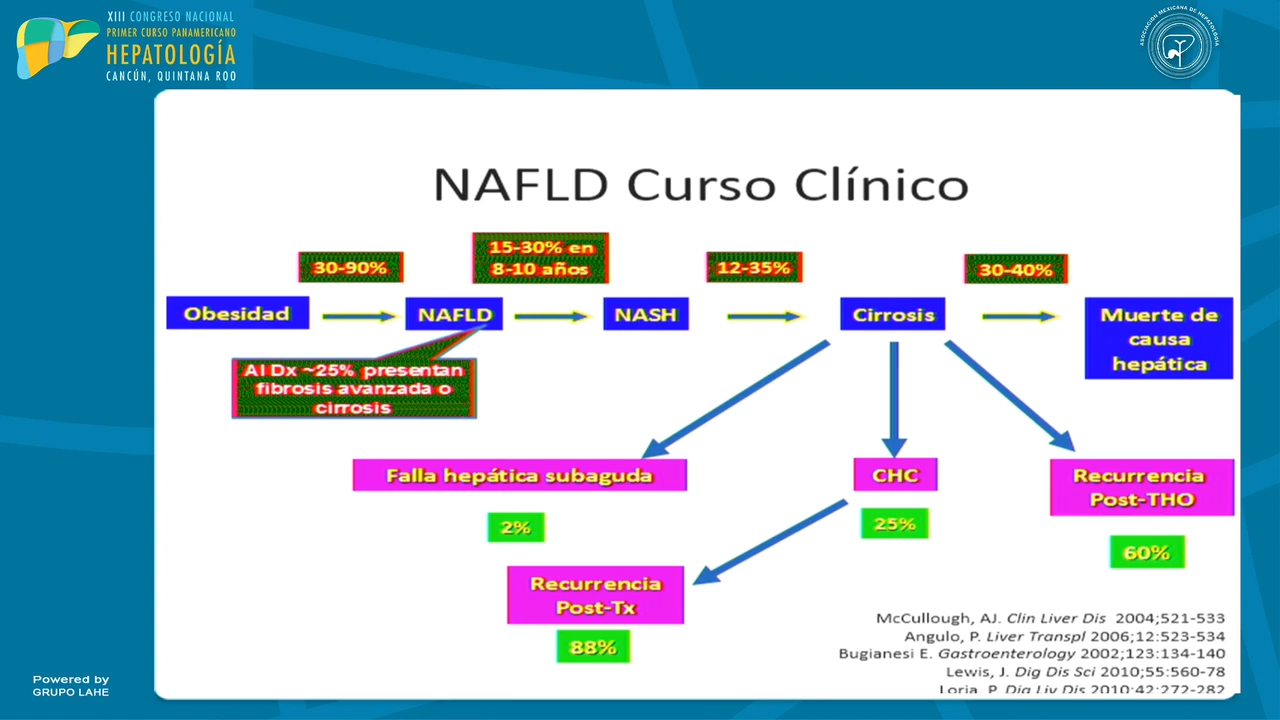 XIII CONGRESO NACIONAL
PRIMER CURSO PANAMERICANO
HEPATOLOGÍA
CANCÚN, QUINTANA ROO
ASOCIACIÓN MEXICANA DE HEPATOLOGÍA
NAFLD Curso Clínico
30-90%
15-30% en
8-10 años
12-35%
30-40%
Obesidad
NAFLD
NASH
Cirrosis
Muerte de
causa
hepática
Al Dx ~25% presentan
fibrosis avanzada o
cirrosis
Falla hepática subaguda
2%
CHC
25%
Recurrencia
Post-THO
60%
Recurrencia
Post-Tx
88%
McCullough, AJ. Clin Liver Dis 2004;521-533
Angulo, P. Liver Transpl 2006;12:523-534
Bugianesi E. Gastroenterology 2002;123:134-140
Lewis, J. Dig Dis Sci 2010;55:560-78
Loria, P. Dig Liv Dis 2010;42:272-282
Powered by
GRUPO LAHE